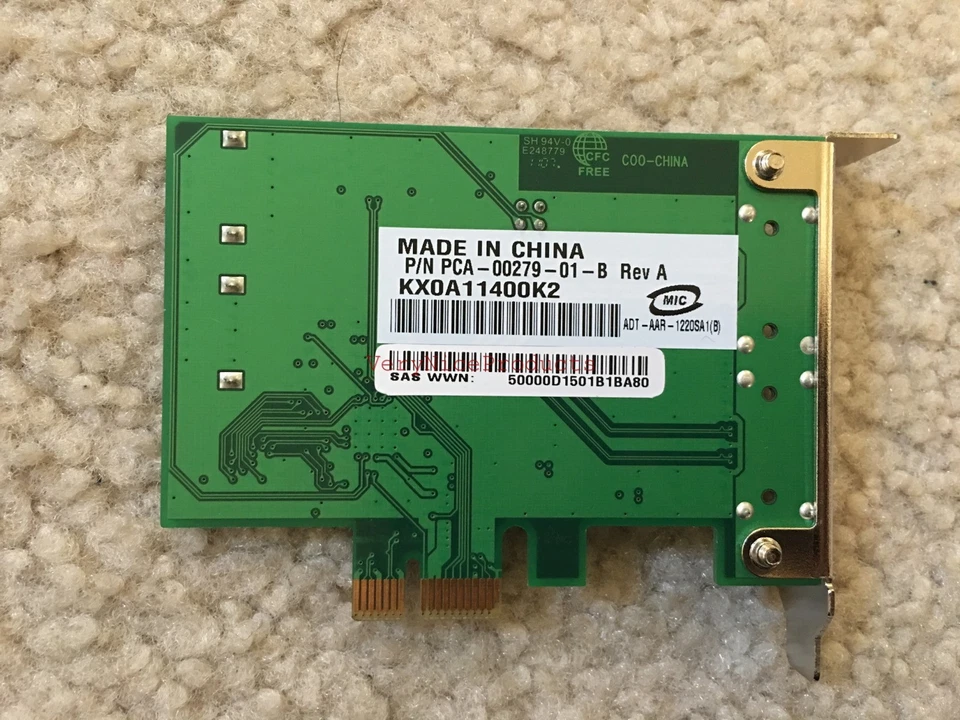 SH 94V-0
E248779
CFC
FREE
COO-CHINA
MADE IN CHINA
P/N PCA-00279-01-B Rev A
KX0A11400K2
MIC
ADT-AAR-1220SA1(B)
VeryNiceProducts
SAS WWN: 50000D1501B1BA80